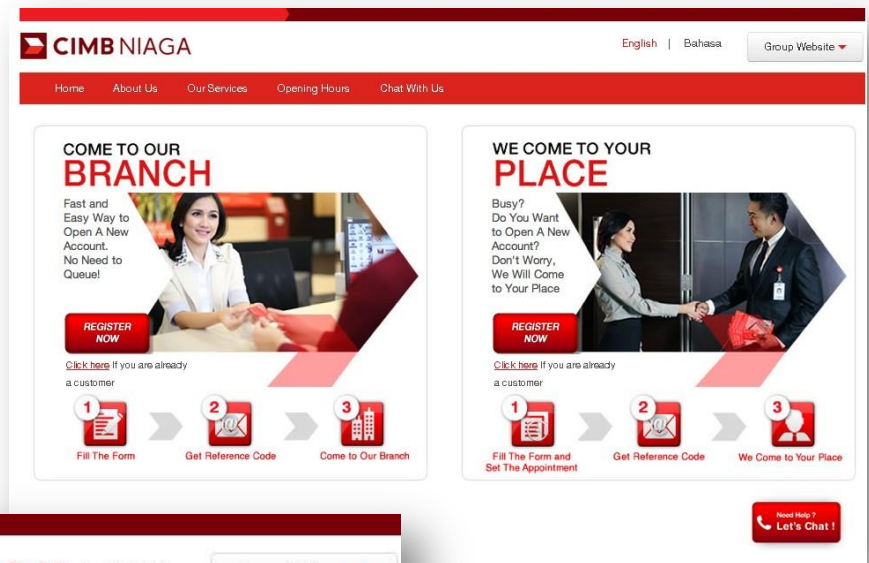 CIMB NIAGA
English | Bahasa
Group Website
Home About Us Our Services Opening Hours Chat With Us
COME TO OUR
BRANCH
Fast and
Easy Way to
Open A New
Account.
No Need to
Queue!
REGISTER
NOW
Click here If you are already
a customer
1 2 3
Fill The Form Get Reference Code Come to Our Branch
WE COME TO YOUR
PLACE
Busy?
Do You Want
to Open A New
Account?
Don't Worry,
We Will Come
to Your Place
REGISTER
NOW
Click here If you are already
a customer
1 2 3
Fill The Form and
Set The Appointment
Get Reference Code
We Come to Your Place
Need Help ?
Let's Chat !